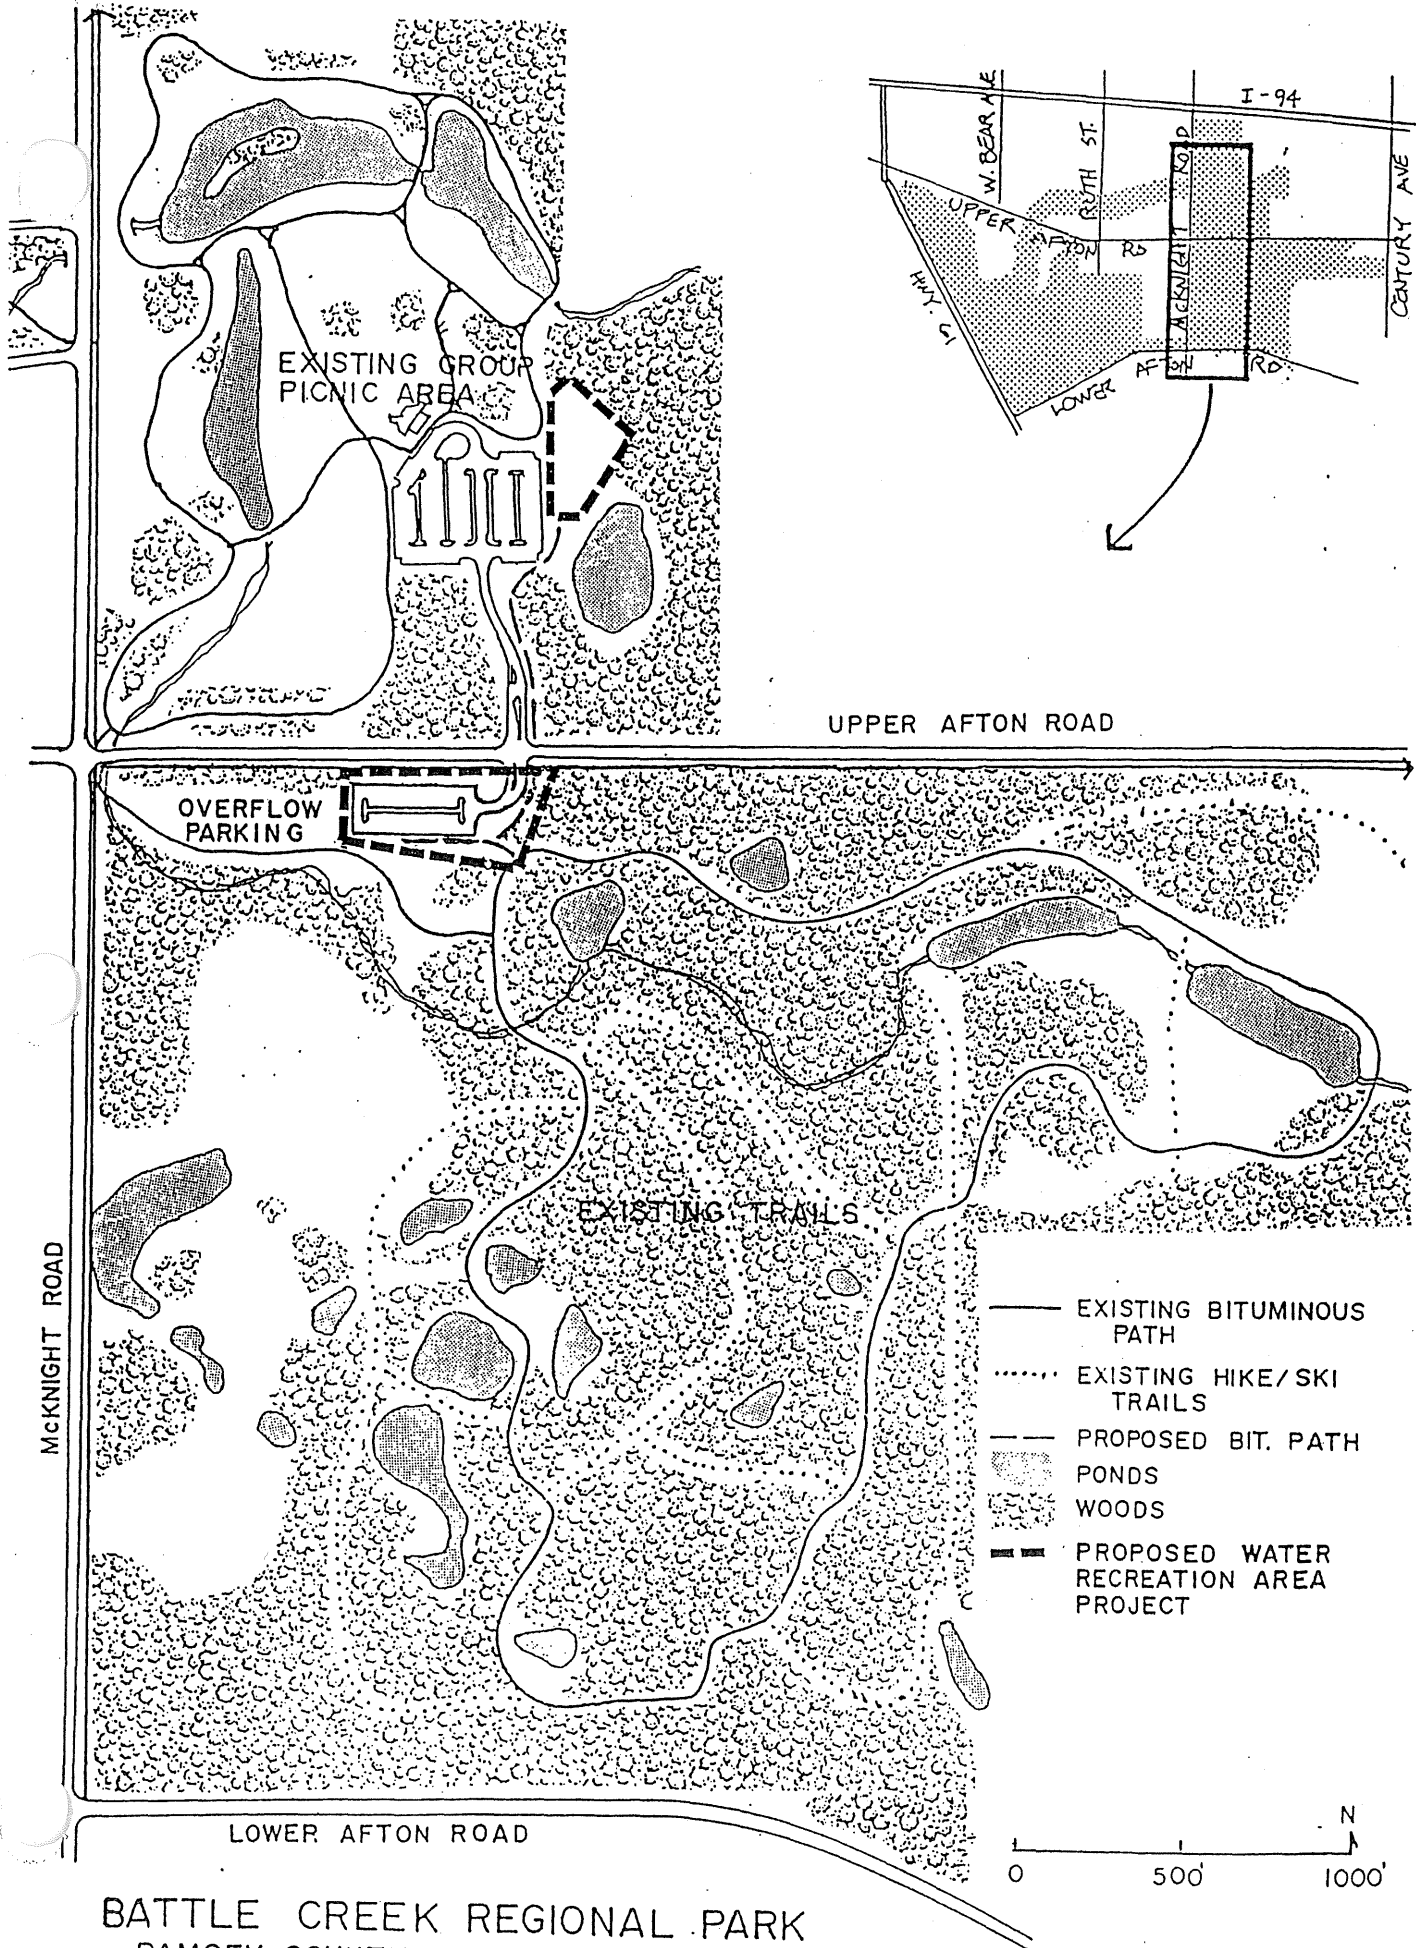 I-94
W. BEAR AVE
RUTH ST.
McKNIGHT RD
CENTURY AVE
UPPER AFTON RD
HWY. 61
LOWER AFTON RD
EXISTING GROUP
PICNIC AREA
UPPER AFTON ROAD
OVERFLOW
PARKING
EXISTING TRAILS
McKNIGHT ROAD
EXISTING BITUMINOUS
PATH
EXISTING HIKE/SKI
TRAILS
PROPOSED BIT. PATH
PONDS
WOODS
PROPOSED WATER
RECREATION AREA
PROJECT
N
0 500' 1000'
LOWER AFTON ROAD
BATTLE CREEK REGIONAL PARK